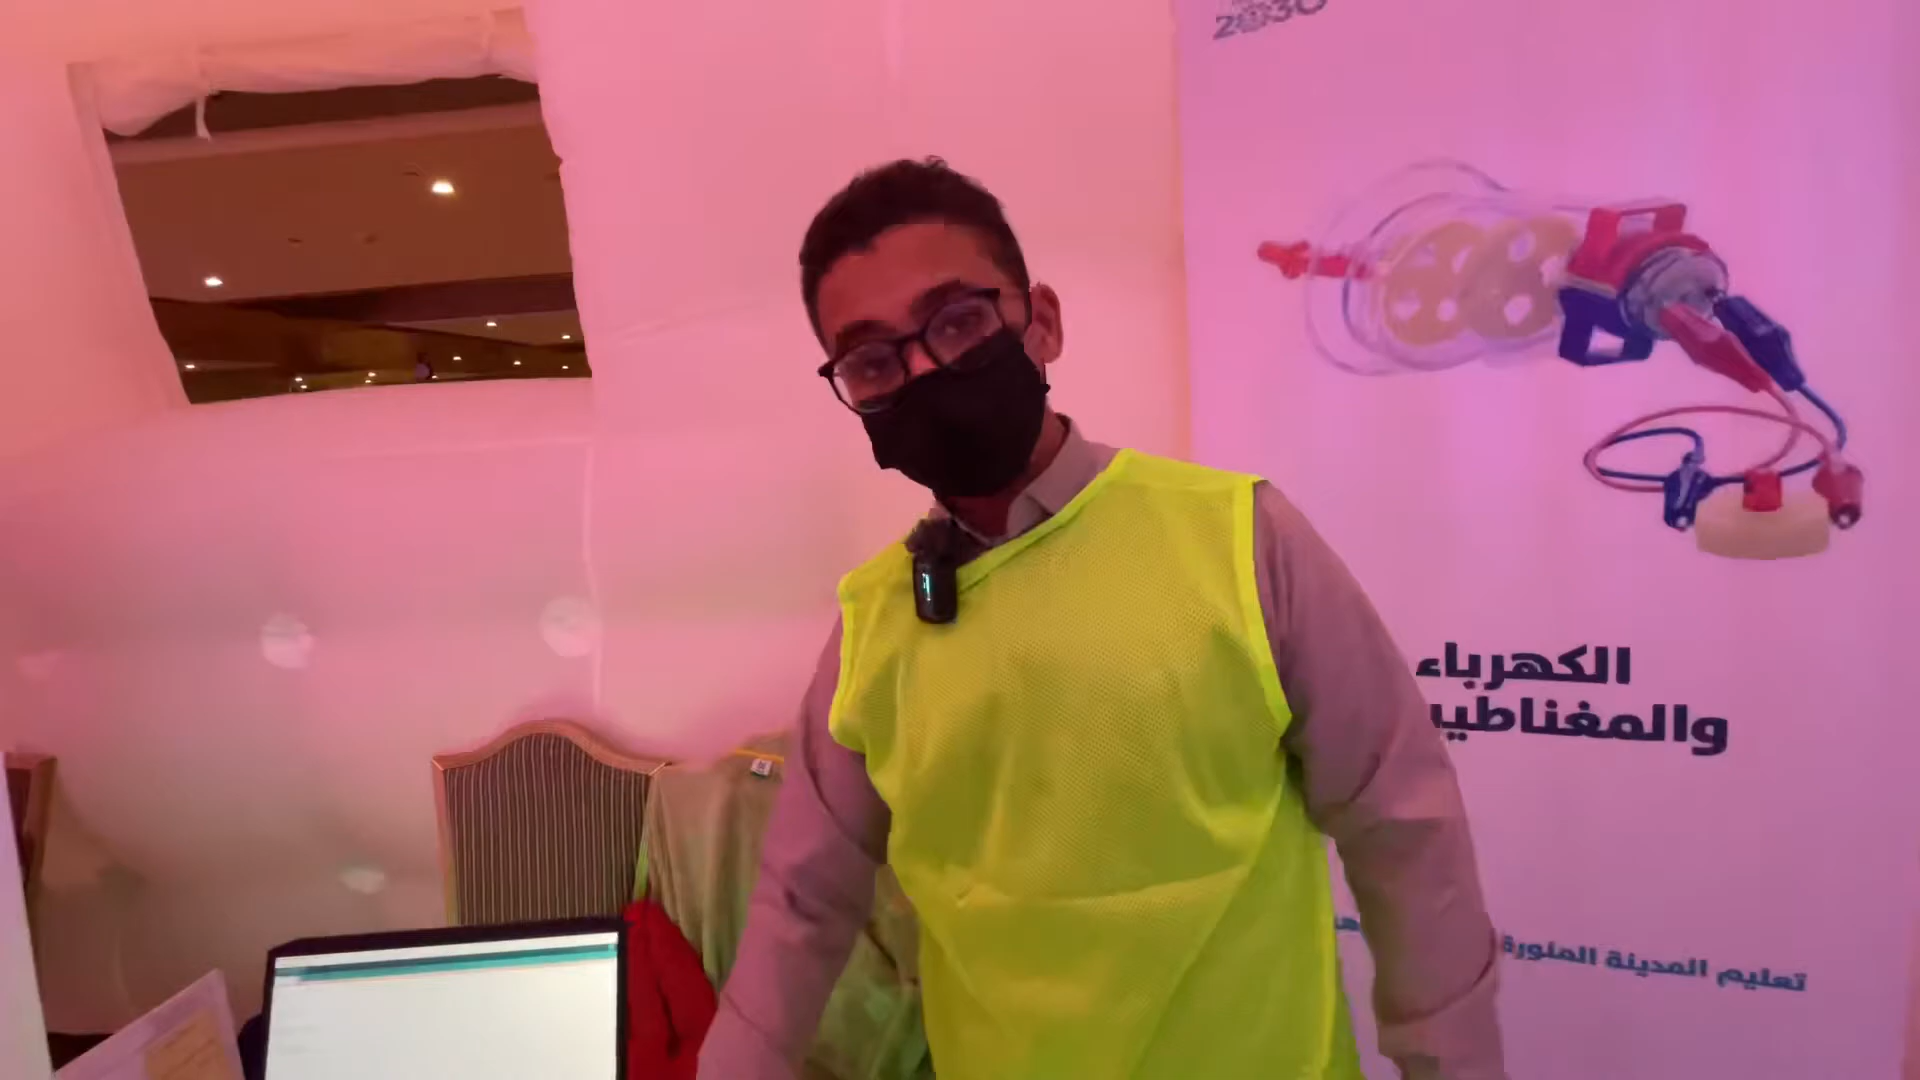 2030
الكهرباء
والمغناطي
تعليم المدينة المنورة